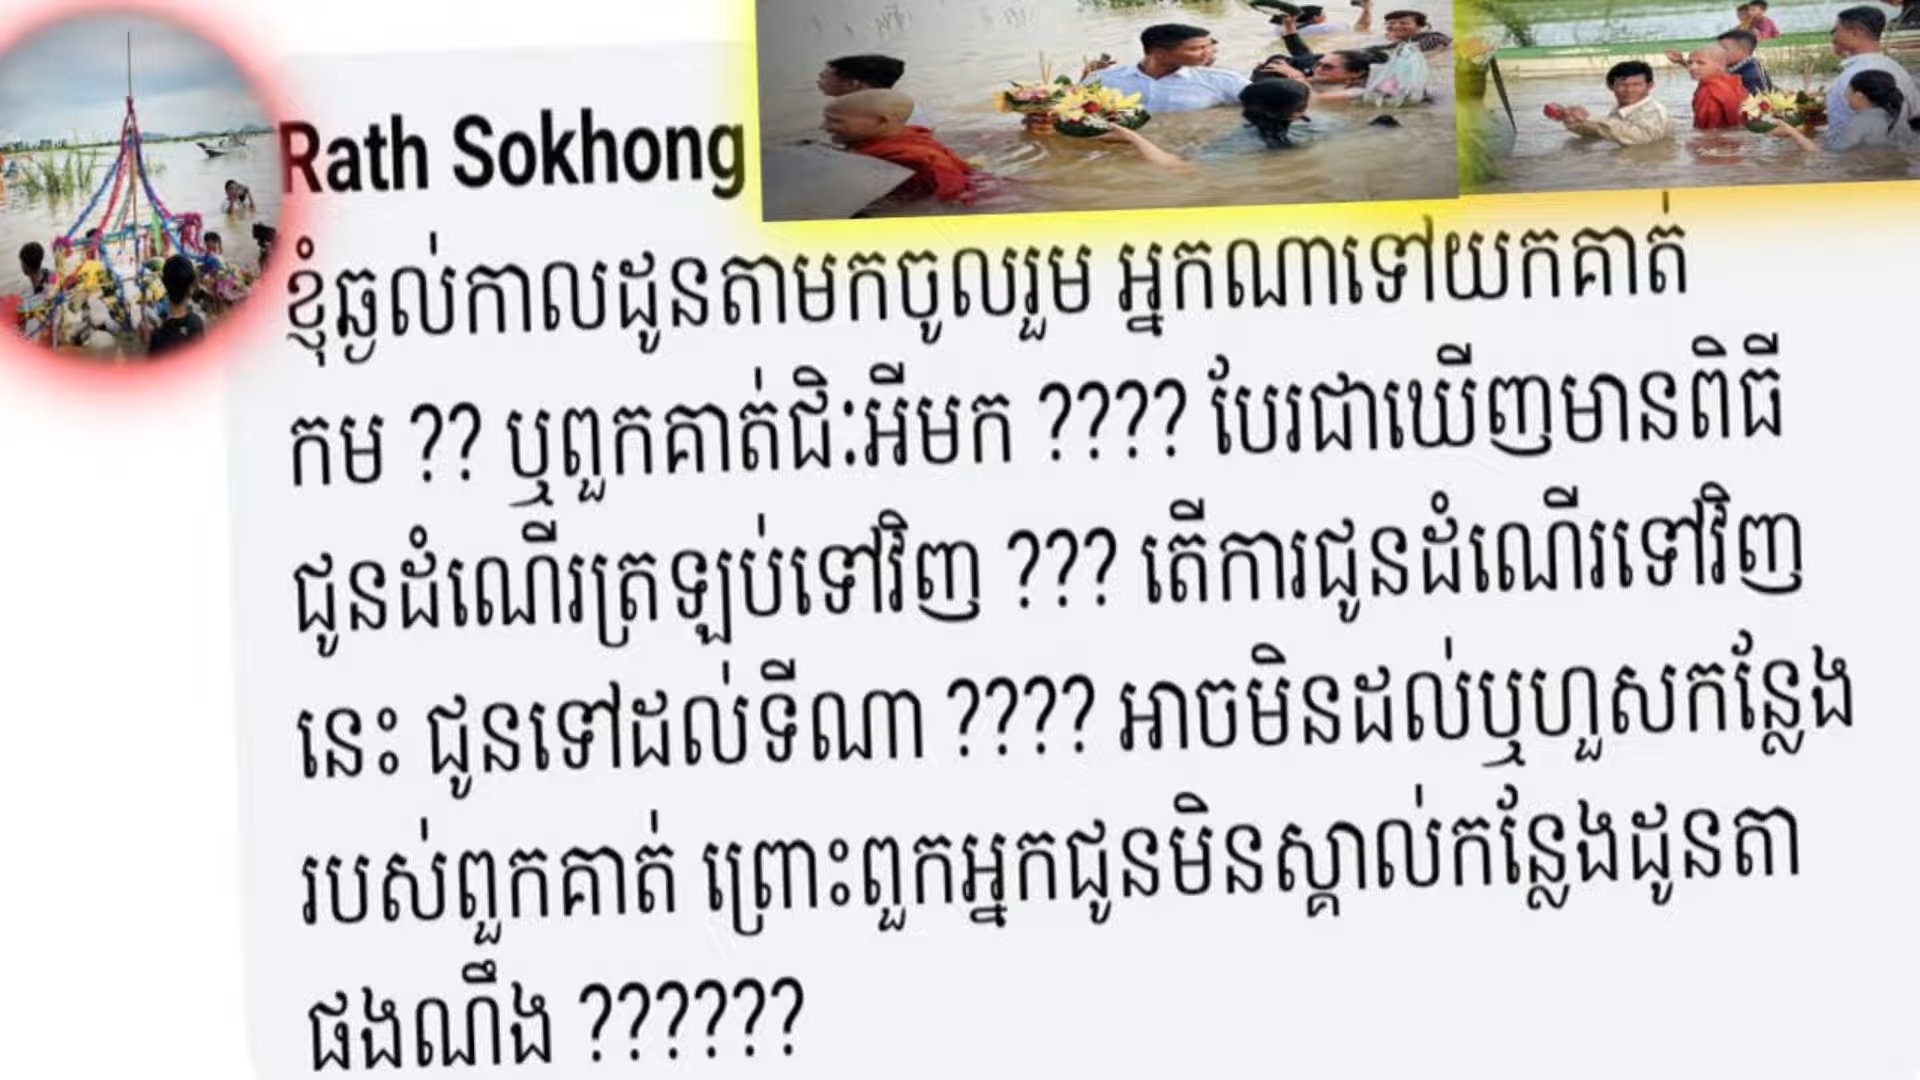 Rath Sokhong
ខ្ញុំឆ្ងល់កាលដូនតាមកចូលរួម អ្នកណាទៅយកគាត់
កម ?? ឬពួកគាត់ជិះអីមក ???? បែរជាឃើញមានពិធី
ជូនដំណើរត្រឡប់ទៅវិញ ??? តើការជូនដំណើរទៅវិញ
នេះ ជូនទៅដល់ទីណា ???? អាចមិនដល់ឬហួសកន្លែង
របស់ពួកគាត់ ព្រោះពួកអ្នកជូនមិនស្គាល់កន្លែងដូនតា
ផងណឹង ??????